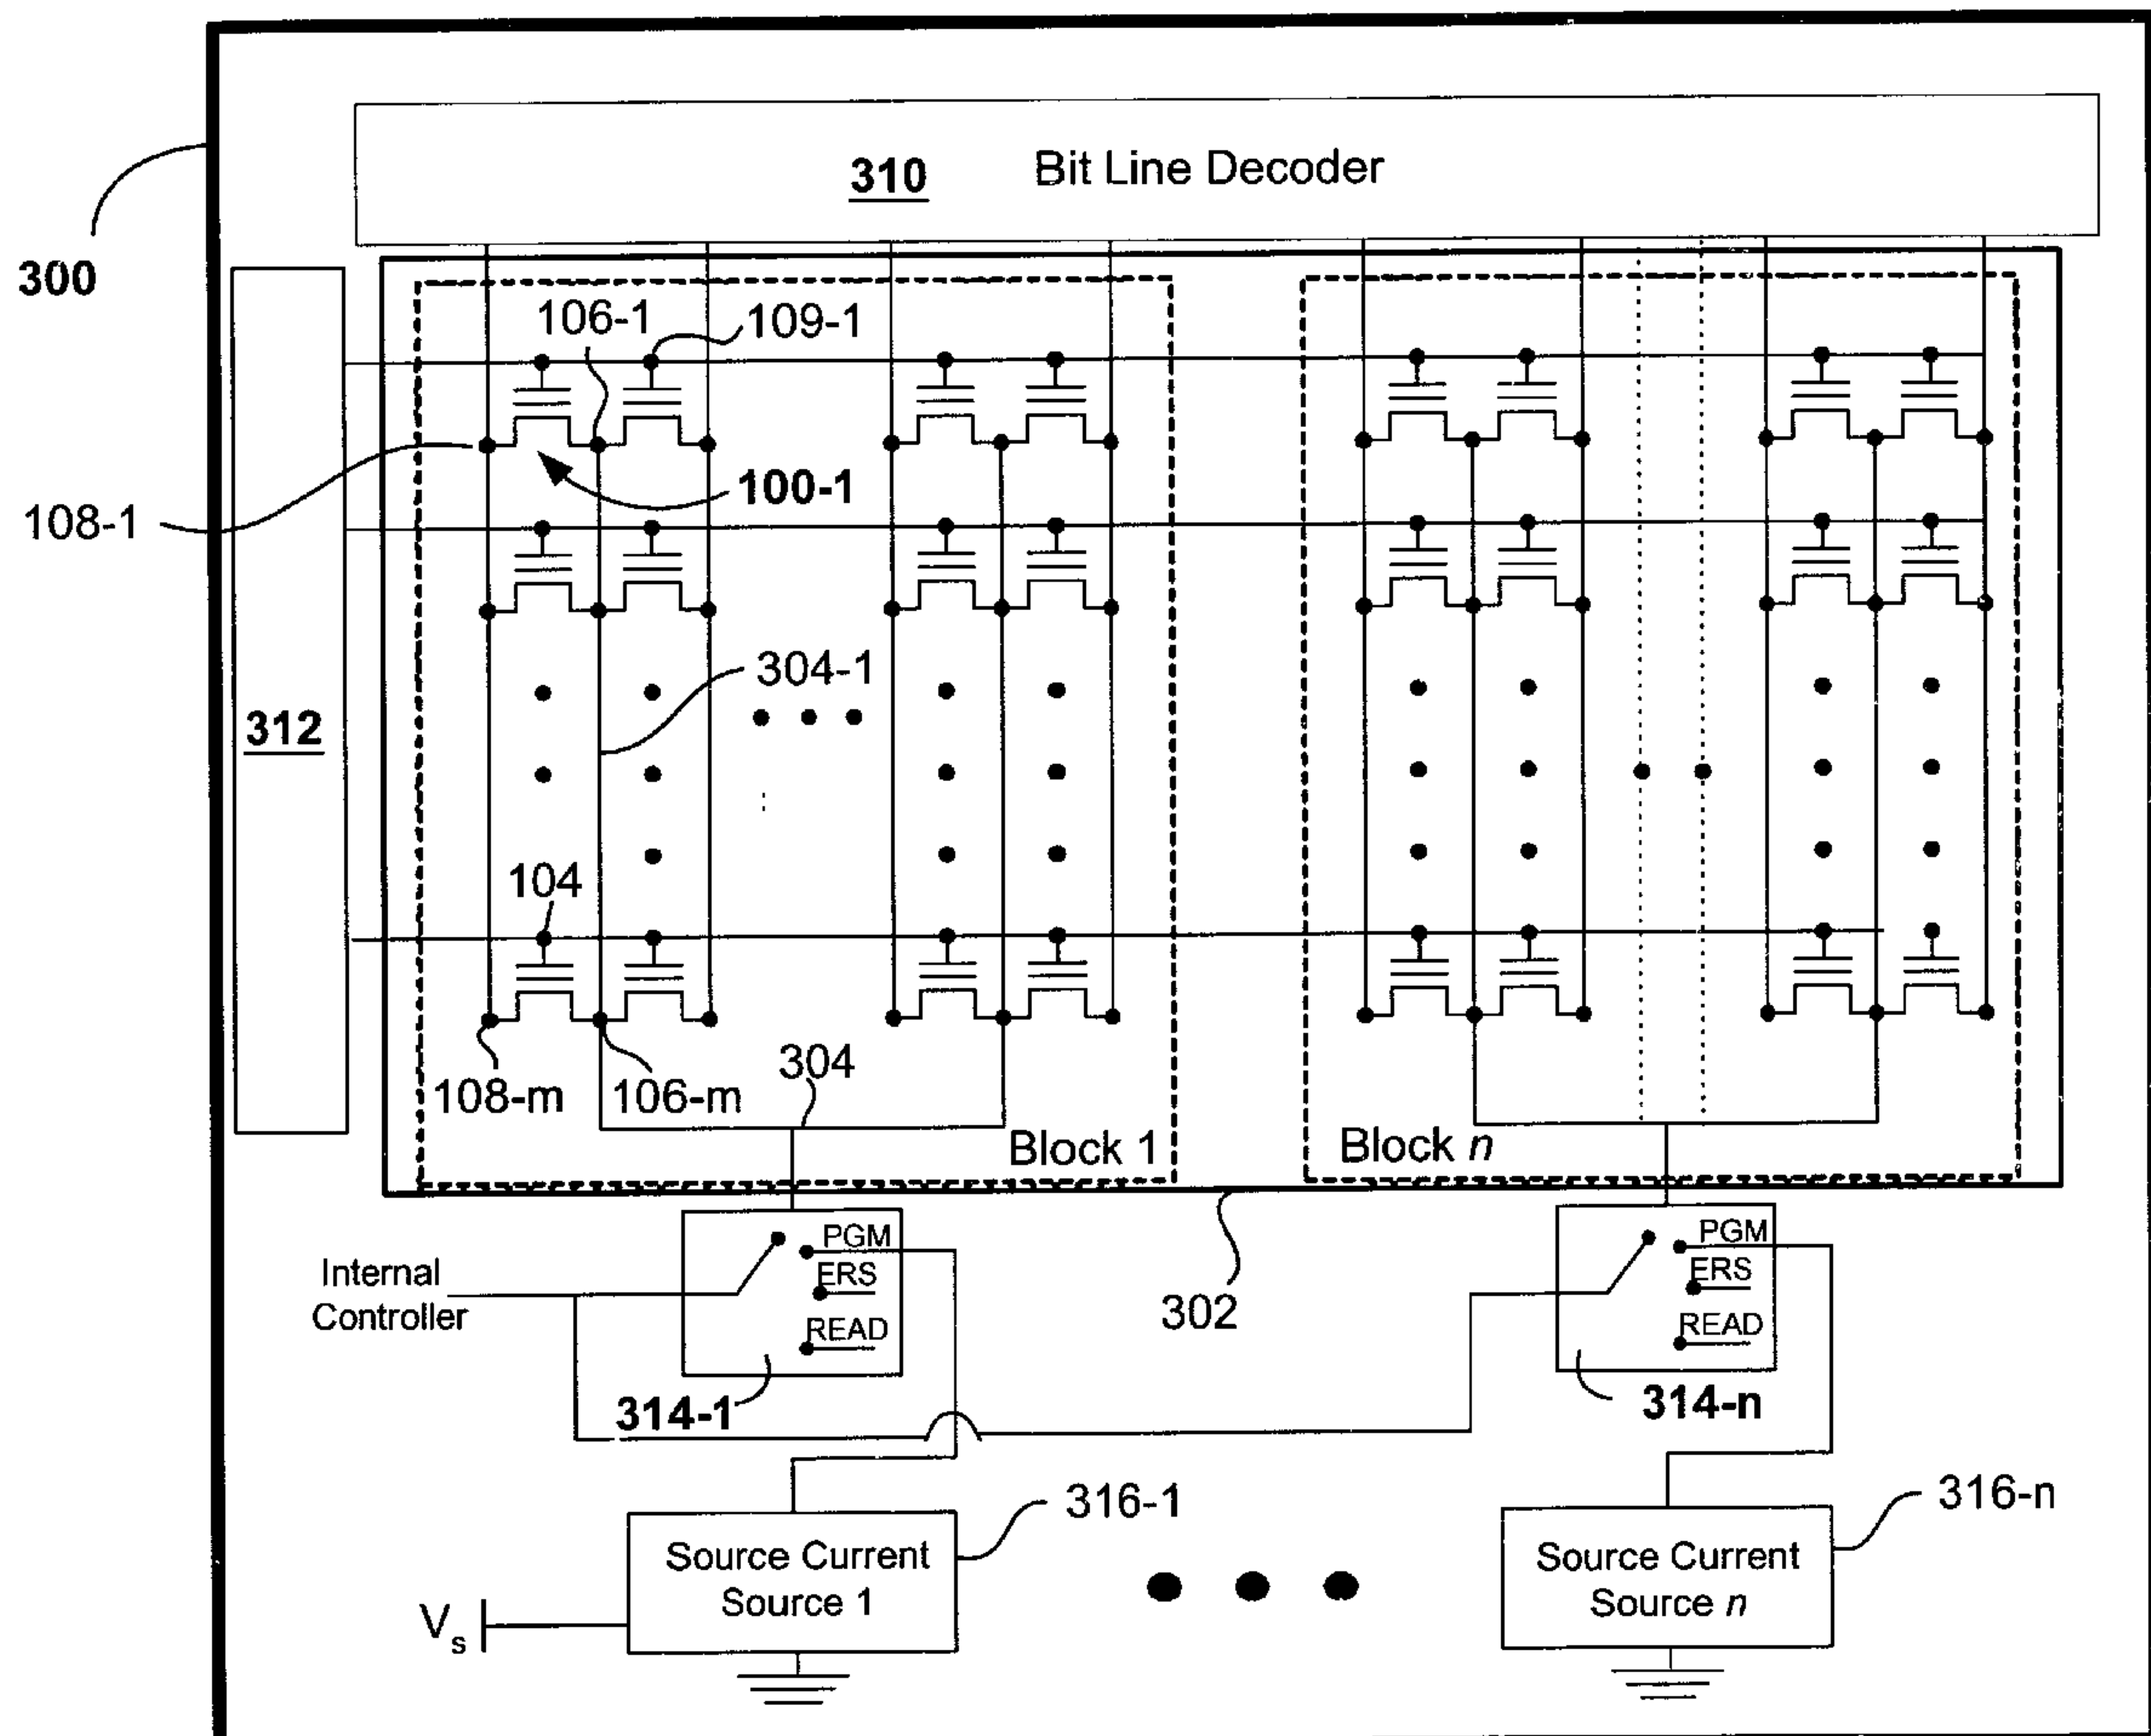 310 Bit Line Decoder
300
106-1
109-1
100-1
108-1
304-1
312
104
304
108-m
106-m
Block 1
Block n
PGM
ERS
READ
Internal
Controller
314-1
302
PGM
ERS
READ
314-n
316-1
316-n
Source Current
Source 1
Source Current
Source n
Vs